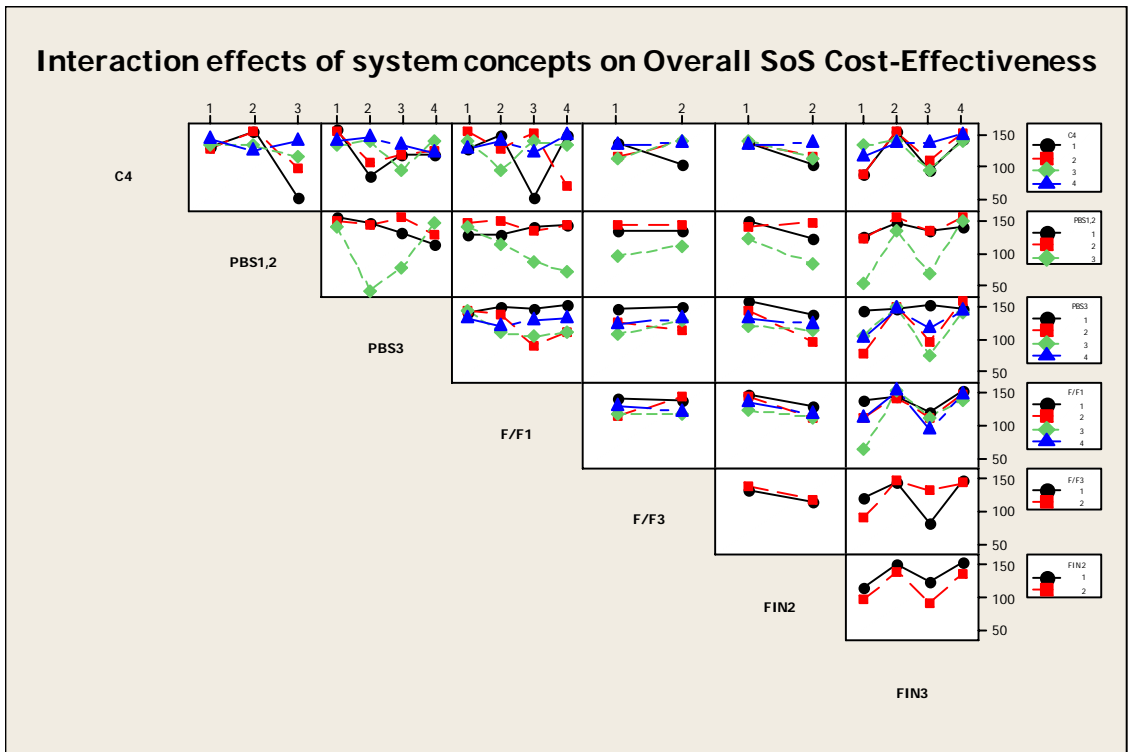 Interaction effects of system concepts on Overall SoS Cost-Effectiveness
1 2 3 1 2 3 4 1 2 3 4 1 2 1 2 1 2 3 4
C4
150
100
50
C4
1
2
3
4
PBS1,2
150
100
50
PBS1,2
1
2
3
PBS3
150
100
50
PBS3
1
2
3
4
F/F1
150
100
50
F/F1
1
2
3
4
F/F3
150
100
50
F/F3
1
2
FIN2
150
100
50
FIN2
1
2
FIN3